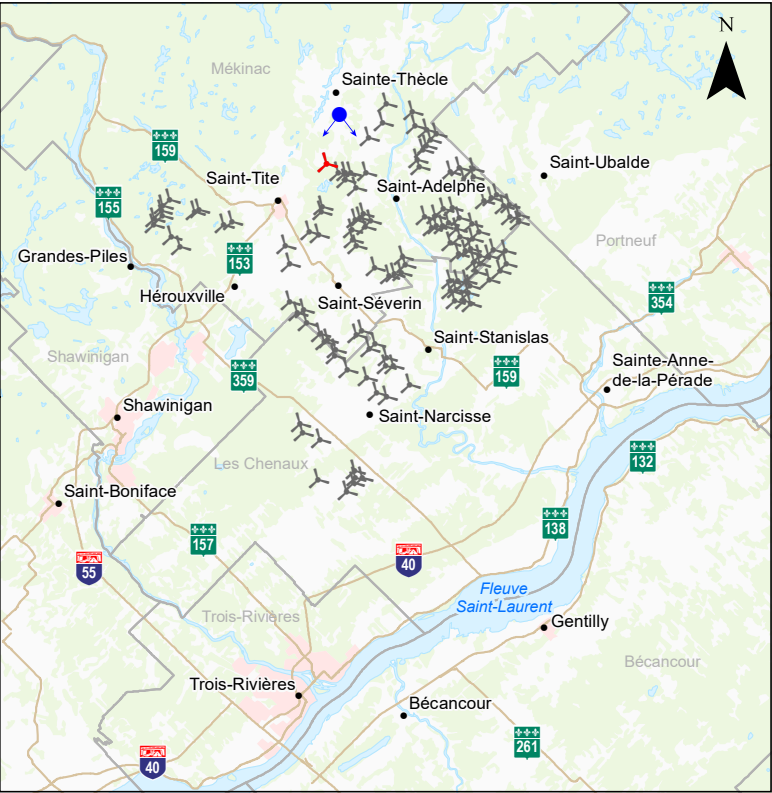 N
Mékinac
Sainte-Thècle
159
Saint-Ubalde
Saint-Tite
Saint-Adelphe
155
Portneuf
Grandes-Piles
153
Hérouxville
354
Saint-Séverin
Saint-Stanislas
Shawinigan
Sainte-Anne-
de-la-Pérade
359
159
Shawinigan
Saint-Narcisse
132
Les Chenaux
Saint-Boniface
138
157
40
55
Fleuve
Saint-Laurent
Trois-Rivières
Gentilly
Bécancour
Trois-Rivières
Bécancour
261
40